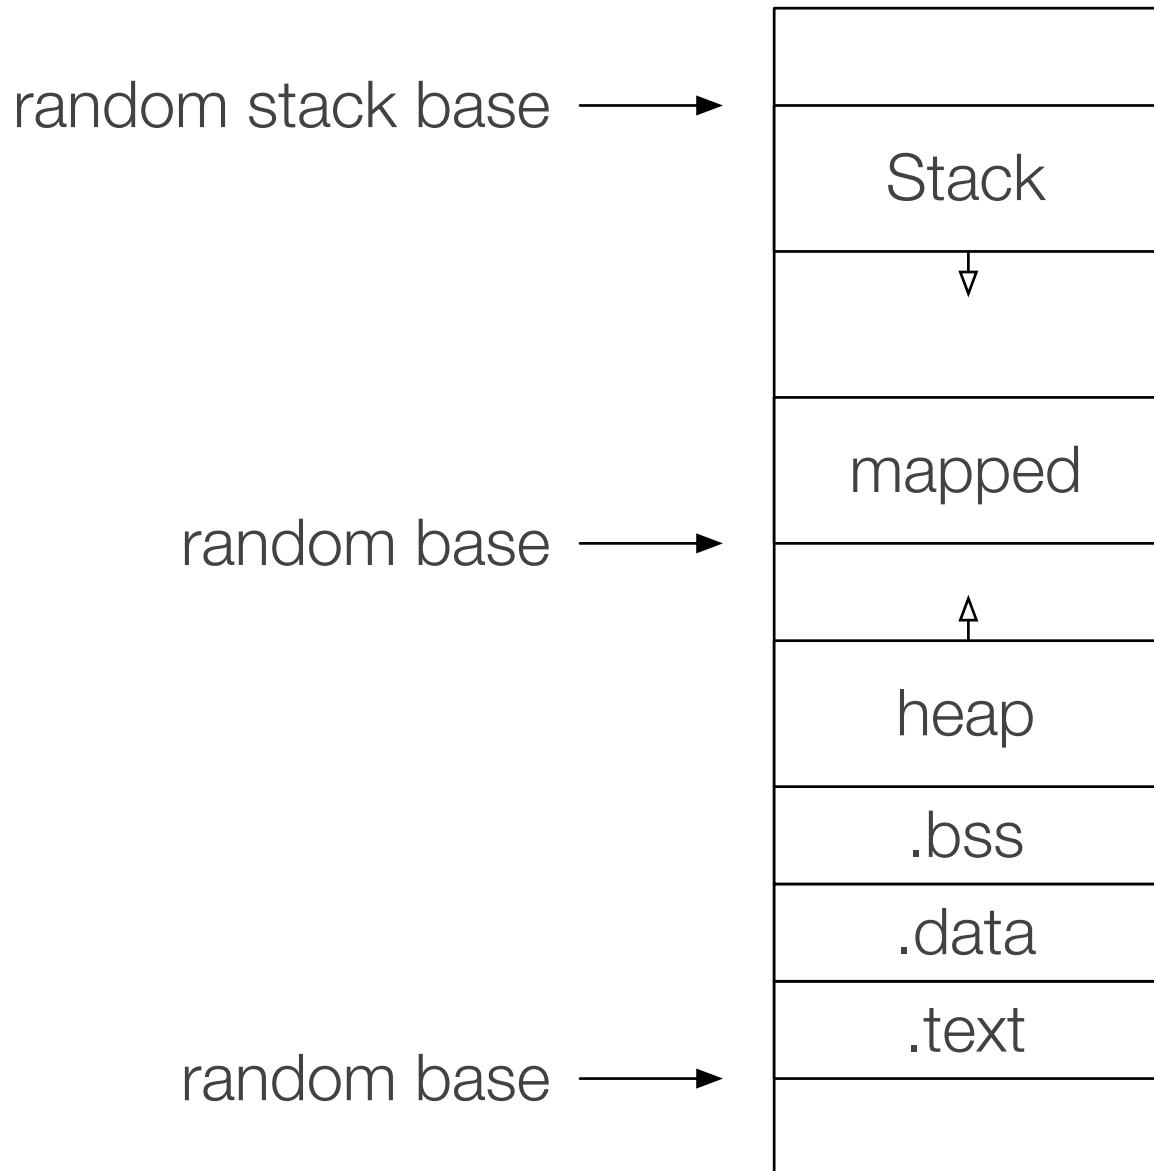 random stack base
Stack
mapped
random base
heap
.bss
.data
.text
random base